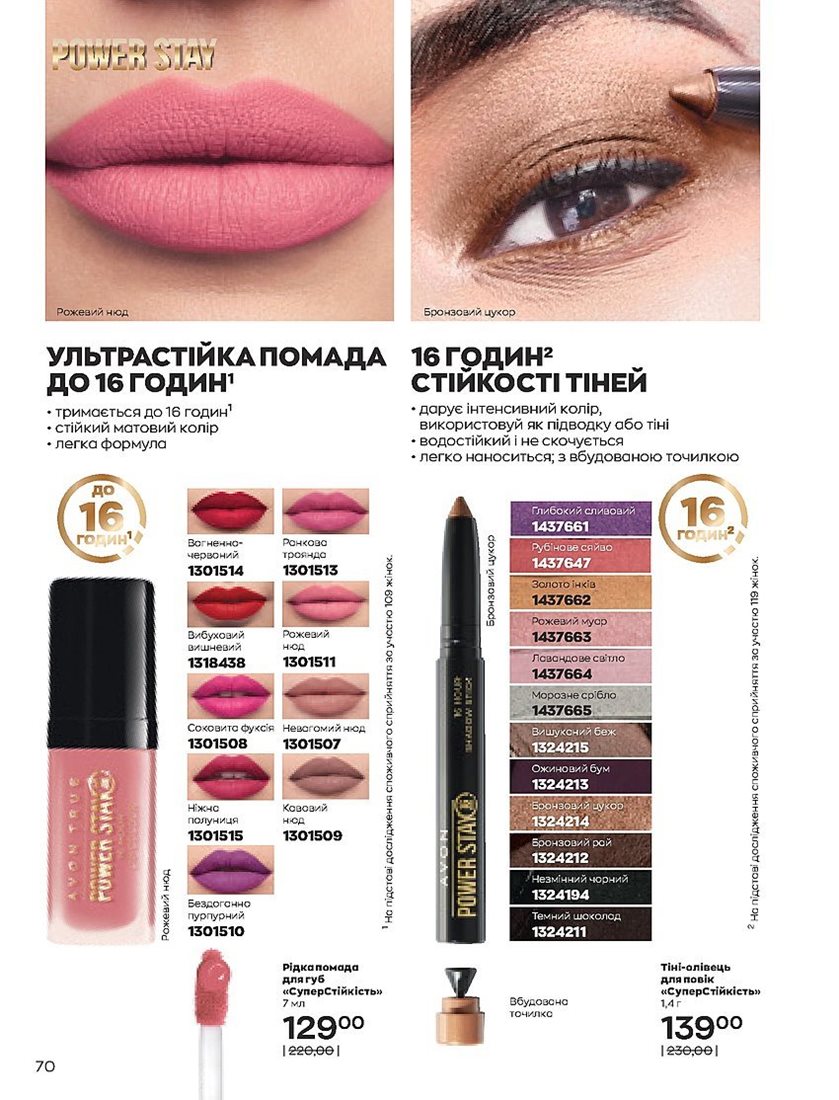 POWER STAY
Рожевий нюд
Бронзовий цукор
УЛЬТРАСТІЙКА ПОМАДА
ДО 16 ГОДИН¹
• тримається до 16 годин¹
• стійкий матовий колір
• легка формула
16 ГОДИН²
СТІЙКОСТІ ТІНЕЙ
• дарує інтенсивний колір,
використовуй як підводку або тіні
• водостійкий і не скочується
• легко наноситься; з вбудованою точилкою
ДО
16
ГОДИН¹
Вогненно-
червоний
1301514
Ранкова
троянда
1301513
Вибуховий
вишневий
1318438
Рожевий
нюд
1301511
Соковита фуксія
1301508
Невагомий нюд
1301507
Ніжна
полуниця
1301515
Кавовий
нюд
1301509
Бездоганно
пурпурний
1301510
AVON TRUE
POWER STAY
Рожевий нюд
¹ На підставі дослідження споживчого сприйняття за участю 109 жінок.
Бронзовий цукор
16 HOUR
SHADOW STICK
AVON
POWER STAY
Глибокий сливовий
1437661
Рубінове сяйво
1437647
Золото інків
1437662
Рожевий муар
1437663
Лавандове світло
1437664
Морозне срібло
1437665
Вишуканий беж
1324215
Ожиновий бум
1324213
Бронзовий цукор
1324214
Бронзовий рай
1324212
Незмінний чорний
1324194
Темний шоколад
1324211
16
ГОДИН²
² На підставі дослідження споживчого сприйняття за участю 119 жінок.
Рідка помада
для губ
«СуперСтійкість»
7 мл
129⁰⁰
| 220,00 |
Вбудована
точилка
Тіні-олівець
для повік
«СуперСтійкість»
1,4 г
139⁰⁰
| 230,00 |
70